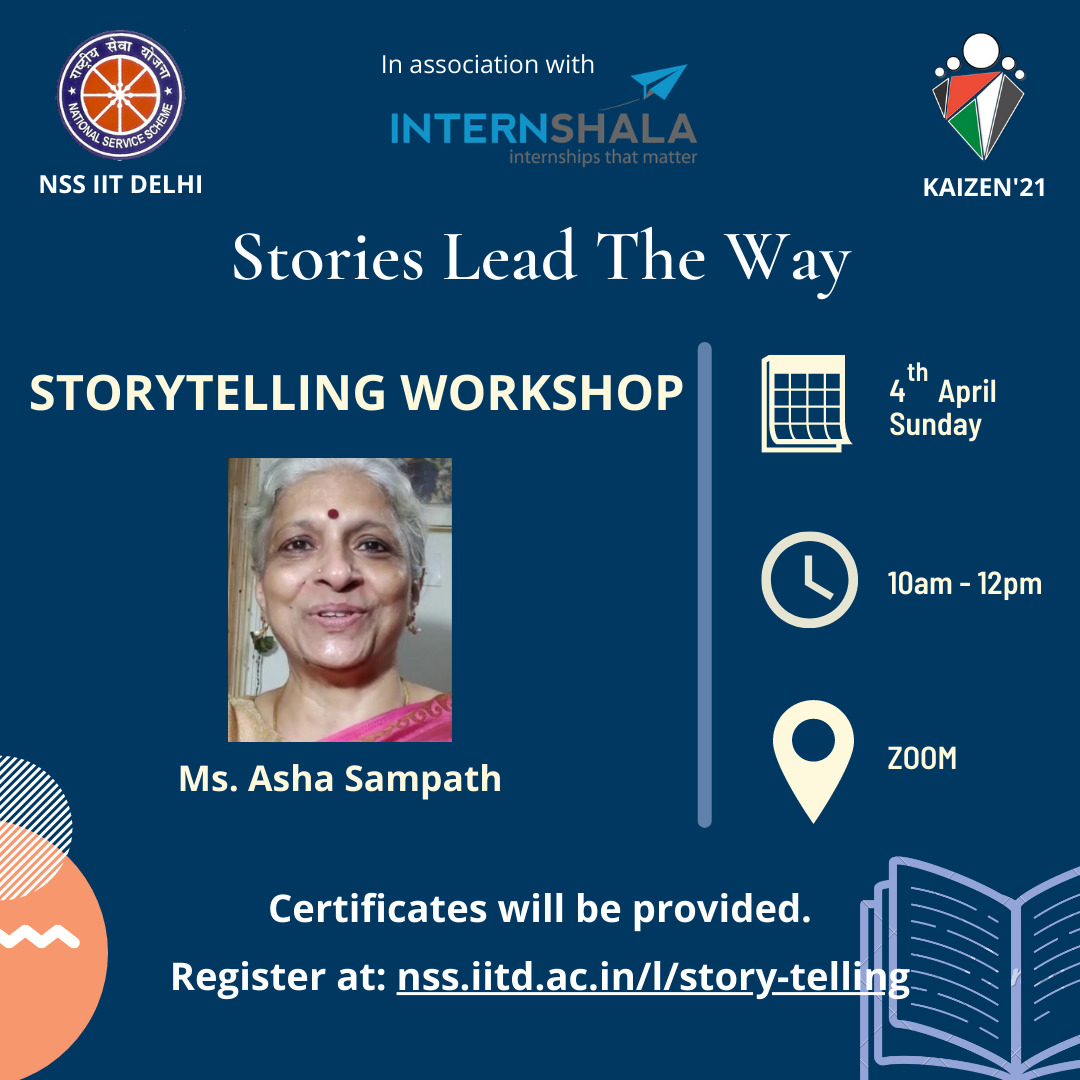 राष्ट्रीय सेवा योजना
NATIONAL SERVICE SCHEME
NSS IIT DELHI
In association with
INTERNSHALA
internships that matter
KAIZEN'21
Stories Lead The Way
STORYTELLING WORKSHOP
4th April
Sunday
10am - 12pm
ZOOM
Ms. Asha Sampath
Certificates will be provided.
Register at: nss.iitd.ac.in/l/story-telling